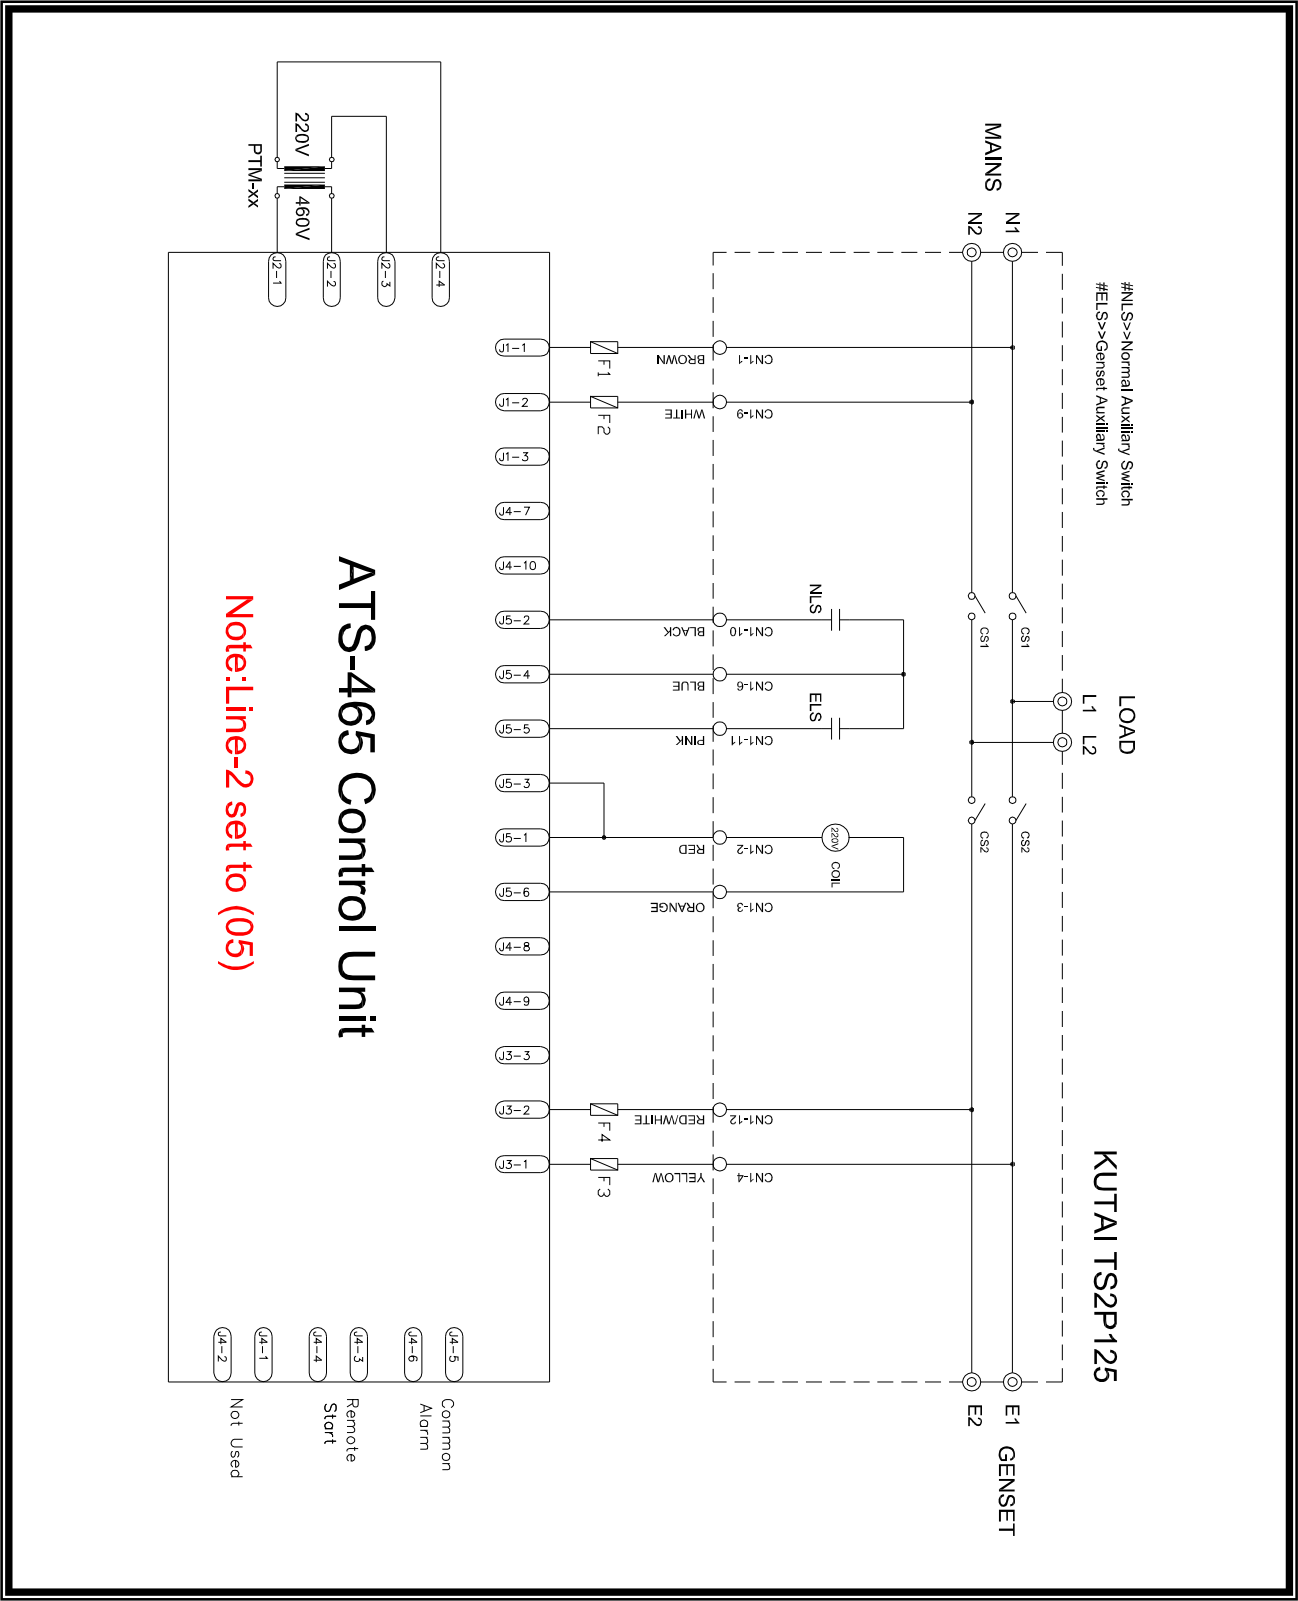 KUTAI TS2P125
#NLS>>Normal Auxiliary Switch
#ELS>>Genset Auxiliary Switch
LOAD
L1
L2
MAINS
N1
N2
CS1
CS1
CS2
CS2
E1
E2
GENSET
NLS
ELS
220V
COIL
CN1-1
CN1-9
CN1-10
CN1-6
CN1-11
CN1-2
CN1-3
CN1-12
CN1-4
BROWN
WHITE
BLACK
BLUE
PINK
RED
ORANGE
RED/WHITE
YELLOW
F1
F2
F4
F3
J1-1
J1-2
J1-3
J4-7
J4-10
J5-2
J5-4
J5-5
J5-3
J5-1
J5-6
J4-8
J4-9
J3-3
J3-2
J3-1
220V
460V
PTM-xx
J2-4
J2-3
J2-2
J2-1
ATS-465 Control Unit
Note:Line-2 set to (05)
J4-5
J4-6
J4-3
J4-4
J4-1
J4-2
Common
Alarm
Remote
Start
Not Used